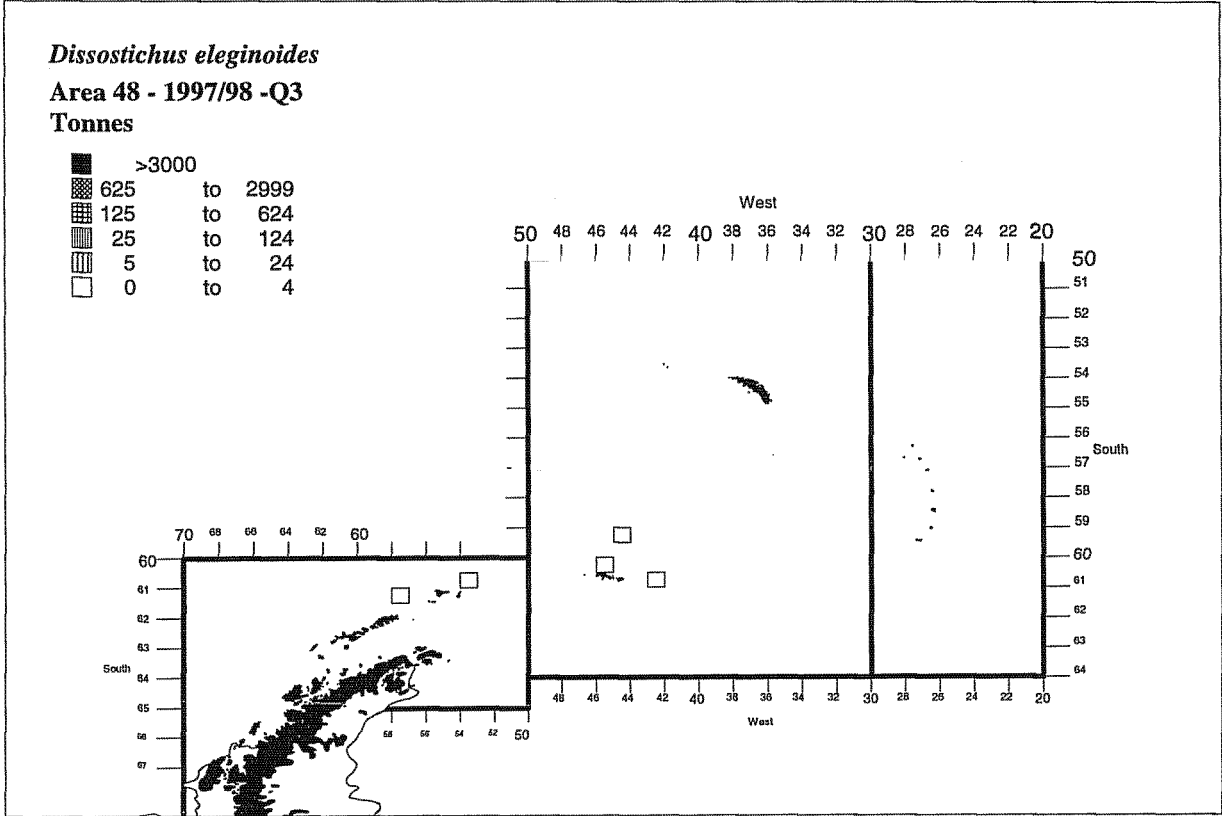 Dissostichus eleginoides
Area 48 - 1997/98 -Q3
Tonnes
>3000
625 to 2999
125 to 624
25 to 124
5 to 24
0 to 4
West
50 48 46 44 42 40 38 36 34 32 30 28 26 24 22 20
50
51
52
53
54
55
56
South
57
58
59
60
61
62
63
64
70 68 66 64 62 60
60
61
62
63
South
64
65
66
67
58 56 54 52 50
48 46 44 42 40 38 36 34 32 30 28 26 24 22 20
West